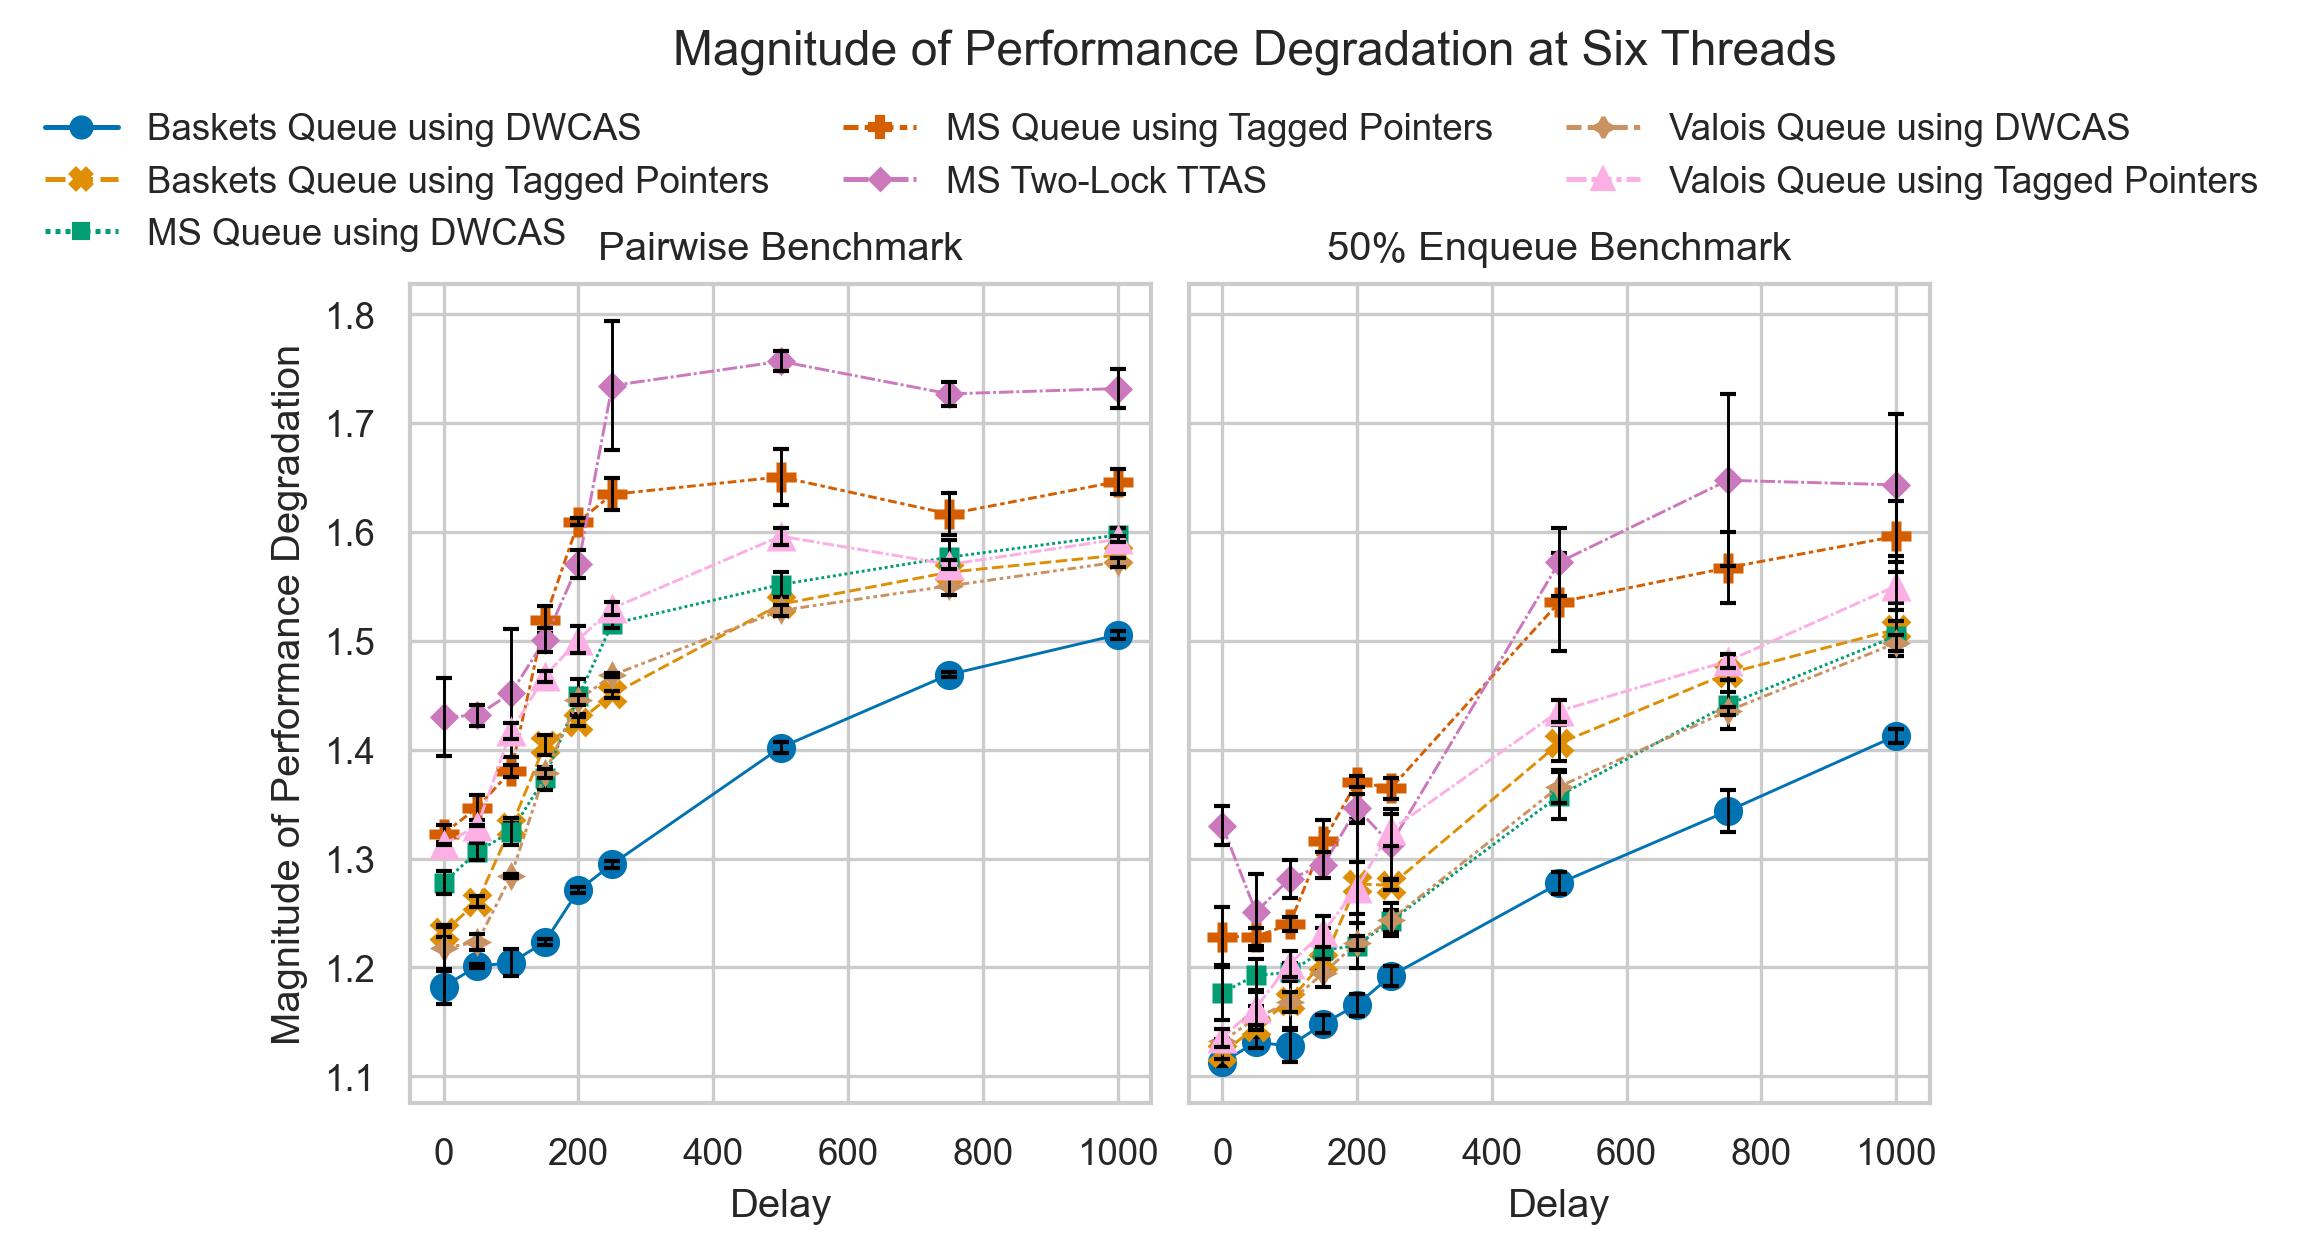 Magnitude of Performance Degradation at Six Threads
Baskets Queue using DWCAS
Baskets Queue using Tagged Pointers
MS Queue using DWCAS
MS Queue using Tagged Pointers
MS Two-Lock TTAS
Valois Queue using DWCAS
Valois Queue using Tagged Pointers
Pairwise Benchmark
50% Enqueue Benchmark
Magnitude of Performance Degradation
1.8
1.7
1.6
1.5
1.4
1.3
1.2
1.1
0 200 400 600 800 1000
0 200 400 600 800 1000
Delay
Delay